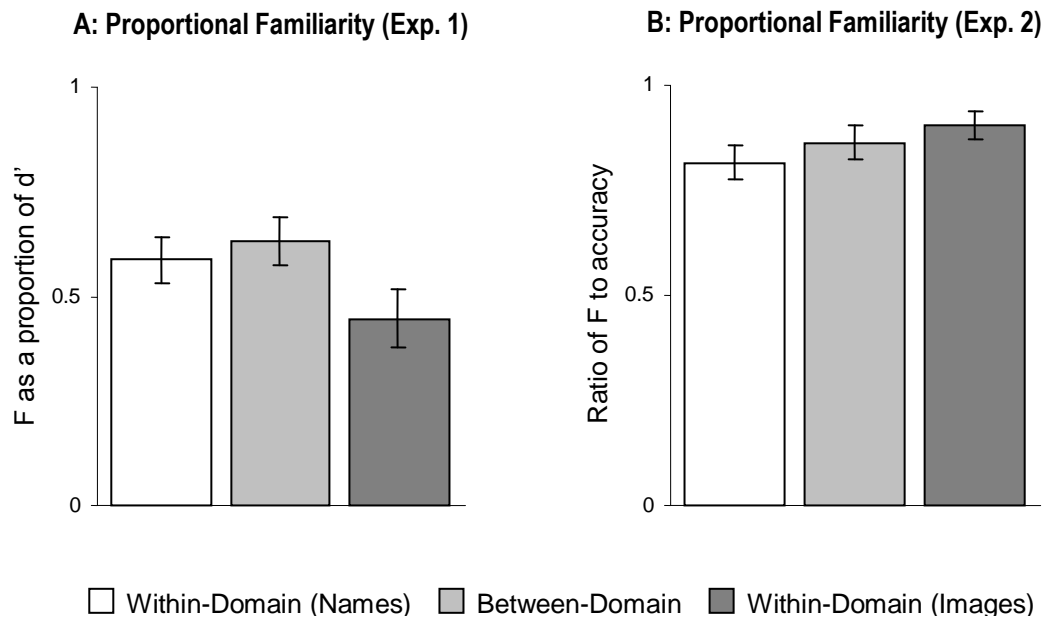 A: Proportional Familiarity (Exp. 1)
1
F as a proportion of d’
0.5
0
B: Proportional Familiarity (Exp. 2)
1
Ratio of F to accuracy
0.5
0
Within-Domain (Names) Between-Domain Within-Domain (Images)